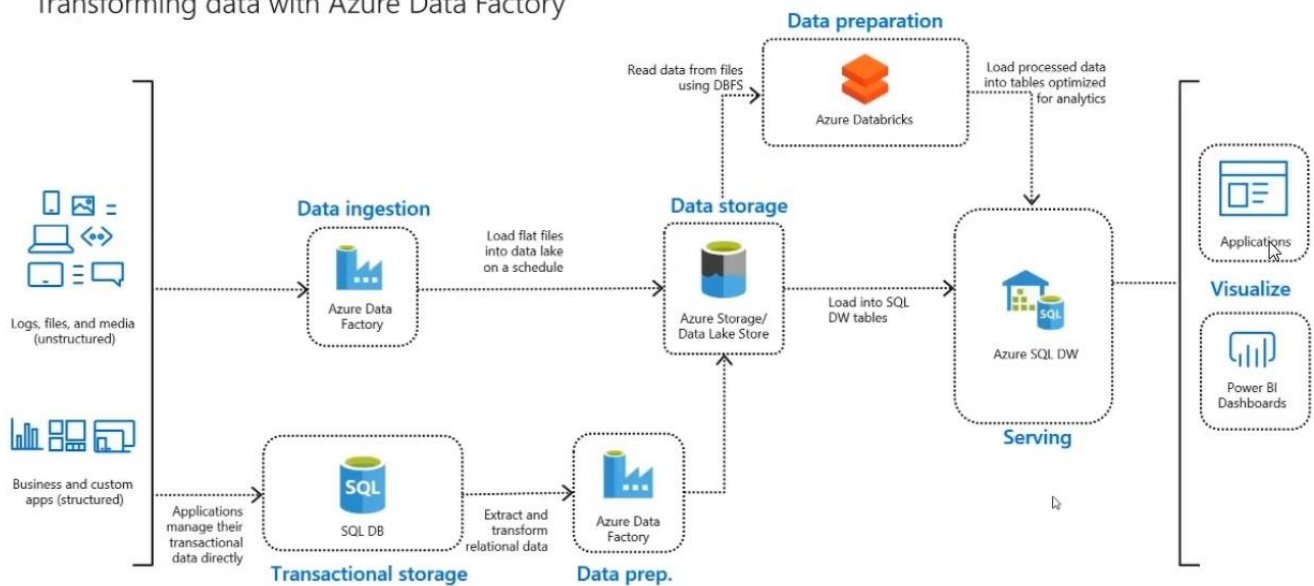 Transforming data with Azure Data Factory
Data preparation
Read data from files
using DBFS
Azure Databricks
Load processed data
into tables optimized
for analytics
Data ingestion
Load flat files
into data lake
on a schedule
Azure Data
Factory
Data storage
Azure Storage/
Data Lake Store
Load into SQL
DW tables
SQL
Azure SQL DW
Serving
Applications
Visualize
Power BI
Dashboards
Logs, files, and media
(unstructured)
Business and custom
apps (structured)
Applications
manage their
transactional
data directly
SQL
SQL DB
Transactional storage
Extract and
transform
relational data
Azure Data
Factory
Data prep.